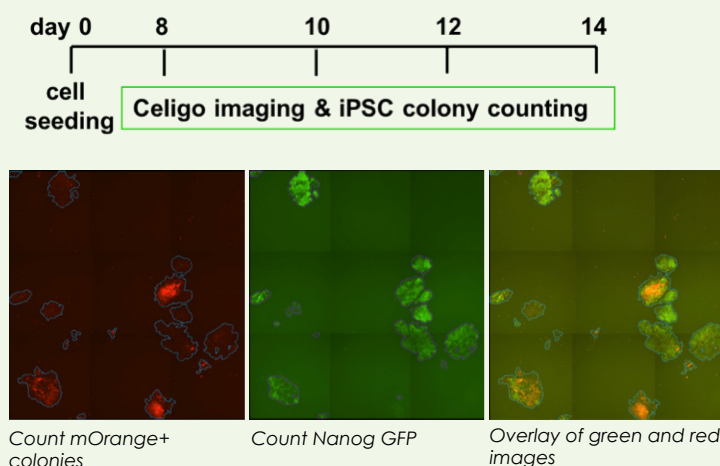 day 0 8 10 12 14
cell
seeding
Celigo imaging & iPSC colony counting
Count mOrange+
colonies
Count Nanog GFP
Overlay of green and red
images